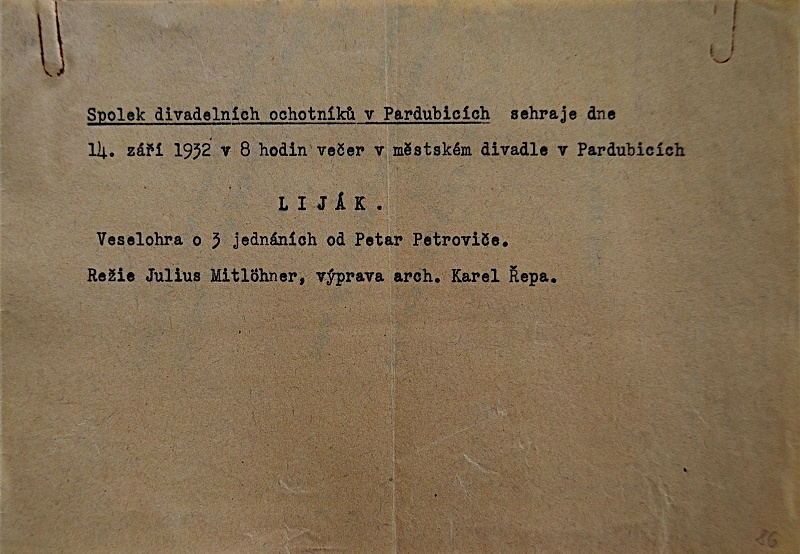 Spolek divadelních ochotníků v Pardubicích sehraje dne
14. září 1932 v 8 hodin večer v městském divadle v Pardubicích
L I J Á K .
Veselohra o 3 jednáních od Petar Petroviče.
Režie Julius Mitlöhner, výprava arch. Karel Řepa.
86